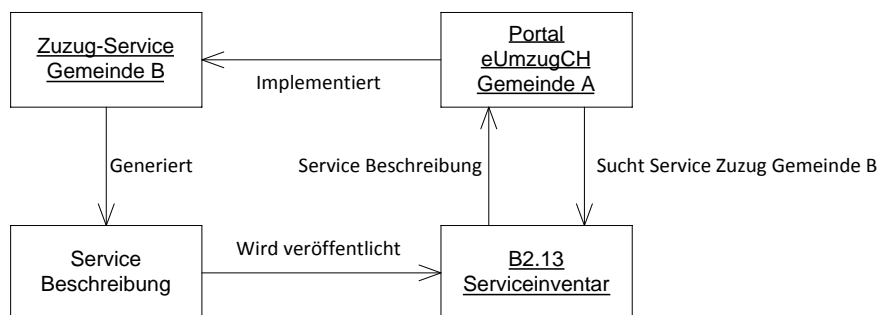 Zuzug-Service
Gemeinde B
Portal
eUmzugCH
Gemeinde A
Implementiert
Generiert
Service Beschreibung
Sucht Service Zuzug Gemeinde B
Service
Beschreibung
Wird veröffentlicht
B2.13
Serviceinventar